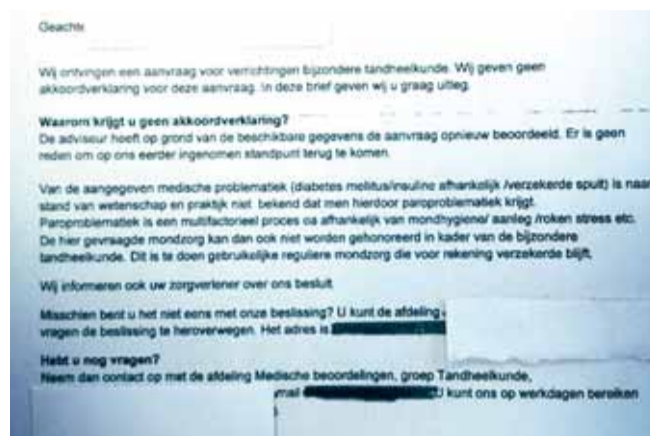 Geachte
Wij ontvingen een aanvraag voor verrichtingen bijzondere tandheelkunde. Wij geven geen
akkoordverklaring voor deze aanvraag. In deze brief geven wij u graag uitleg.
Waarom krijgt u geen akkoordverklaring?
De adviseur heeft op grond van de beschikbare gegevens de aanvraag opnieuw beoordeeld. Er is geen
reden om op ons eerder ingenomen standpunt terug te komen.
Van de aangegeven medische problematiek (diabetes mellitus/insuline afhankelijk /verzekerde spuit) is naar
stand van wetenschap en praktijk niet bekend dat men hierdoor paroproblematiek krijgt.
Paroproblematiek is een multifactorieel proces oa afhankelijk van mondhygiene/ aanleg /roken stress etc.
De hier gevraagde mondzorg kan dan ook niet worden gehonoreerd in kader van de bijzondere
tandheelkunde. Dit is te doen gebruikelijke reguliere mondzorg die voor rekening verzekerde blijft.
Wij informeren ook uw zorgverlener over ons besluit.
Misschien bent u het niet eens met onze beslissing? U kunt de afdeling
vragen de beslissing te heroverwegen. Het adres is
Hebt u nog vragen?
Neem dan contact op met de afdeling Medische beoordelingen, groep Tandheelkunde,
mail U kunt ons op werkdagen bereiken